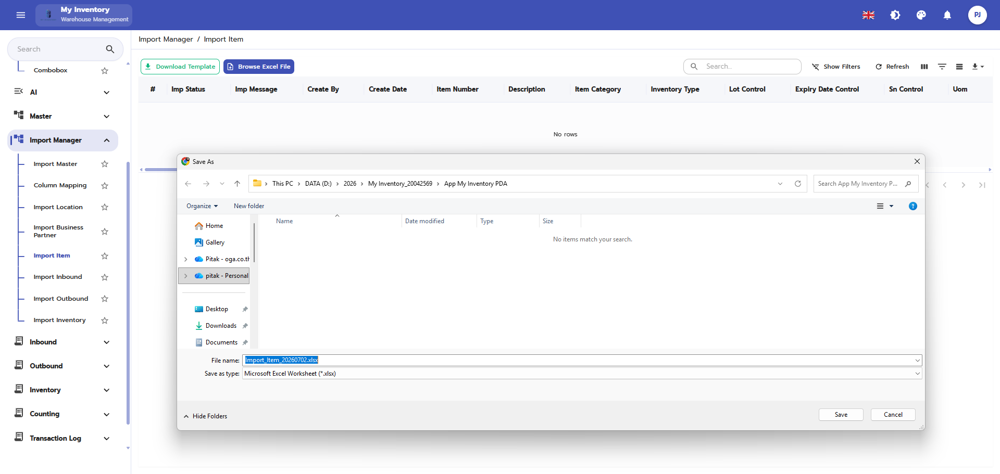 My Inventory
Warehouse Management
PJ
Import Manager / Import Item
Search
Combobox
AI
Master
Import Manager
Import Master
Column Mapping
Import Location
Import Business
Partner
Import Item
Import Inbound
Import Outbound
Import Inventory
Inbound
Outbound
Inventory
Counting
Transaction Log
Download Template Browse Excel File Search... Show Filters Refresh
# Imp Status Imp Message Create By Create Date Item Number Description Item Category Inventory Type Lot Control Expiry Date Control Sn Control Uom
No rows
Save As
This PC > DATA (D:) > 2026 > My Inventory_20042569 > App My Inventory PDA
Search App My Inventory P...
Organize New folder
Home
Gallery
Pitak - oga.co.th
pitak - Personal
Desktop
Downloads
Documents
Name Date modified Type Size
No items match your search.
File name: Import_Item_20260702.xlsx
Save as type: Microsoft Excel Worksheet (*.xlsx)
Hide Folders
Save Cancel